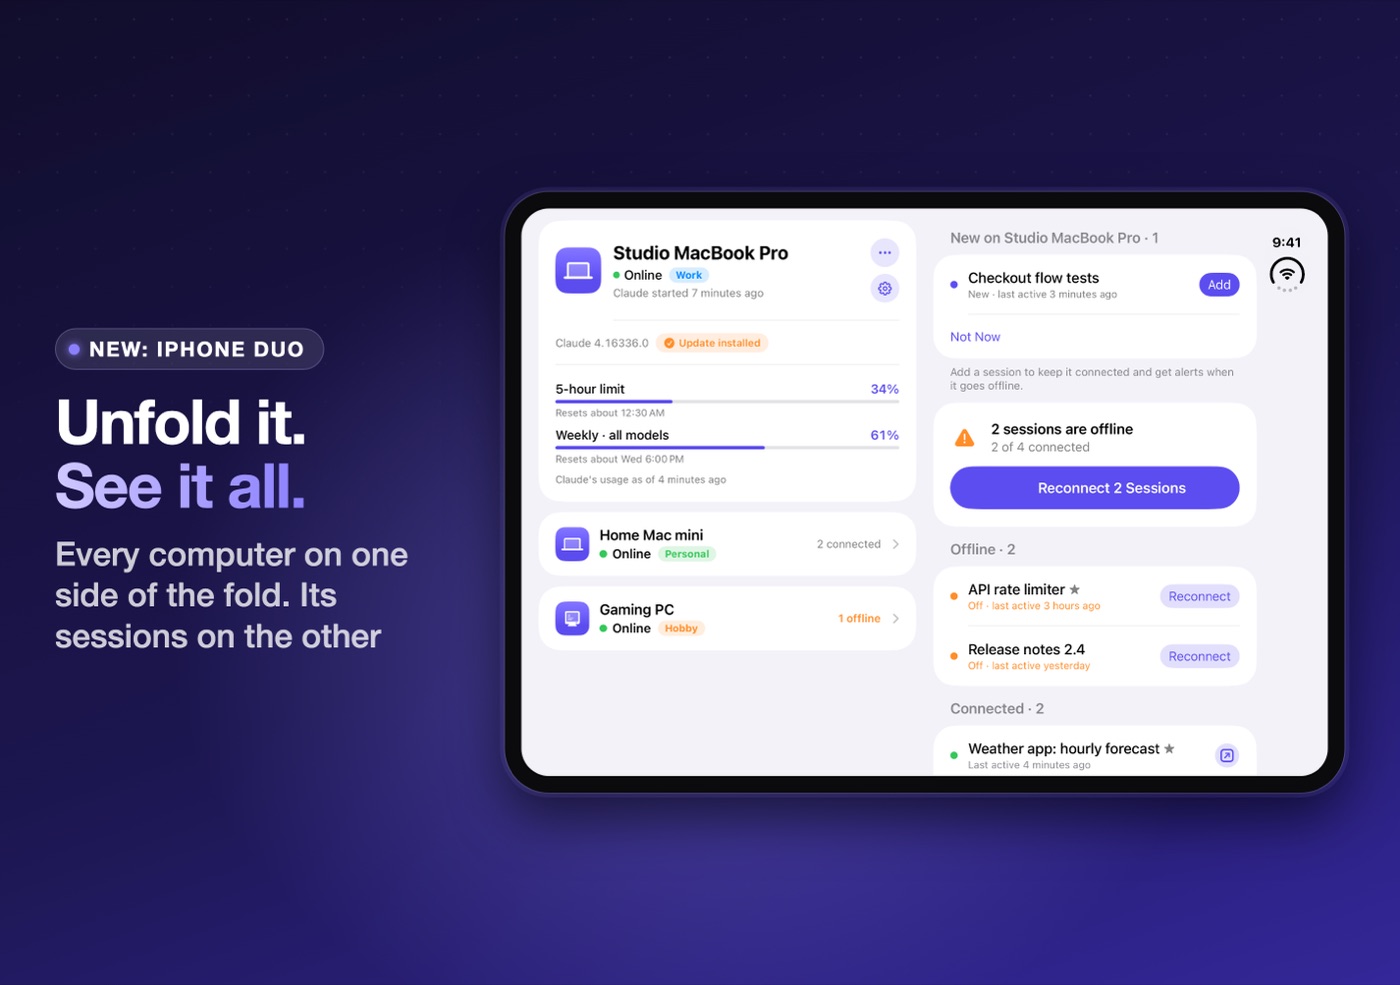 NEW: IPHONE DUO
Unfold it.
See it all.
Every computer on one
side of the fold. Its
sessions on the other
Studio MacBook Pro
Online Work
Claude started 7 minutes ago
Claude 4.16336.0 Update installed
5-hour limit 34%
Resets about 12:30 AM
Weekly · all models 61%
Resets about Wed 6:00 PM
Claude's usage as of 4 minutes ago
Home Mac mini
Online Personal
2 connected
Gaming PC
Online Hobby
1 offline
New on Studio MacBook Pro · 1
Checkout flow tests
New · last active 3 minutes ago
Add
Not Now
Add a session to keep it connected and get alerts when
it goes offline.
2 sessions are offline
2 of 4 connected
Reconnect 2 Sessions
Offline · 2
API rate limiter
Off · last active 3 hours ago
Reconnect
Release notes 2.4
Off · last active yesterday
Reconnect
Connected · 2
Weather app: hourly forecast
Last active 4 minutes ago
9:41